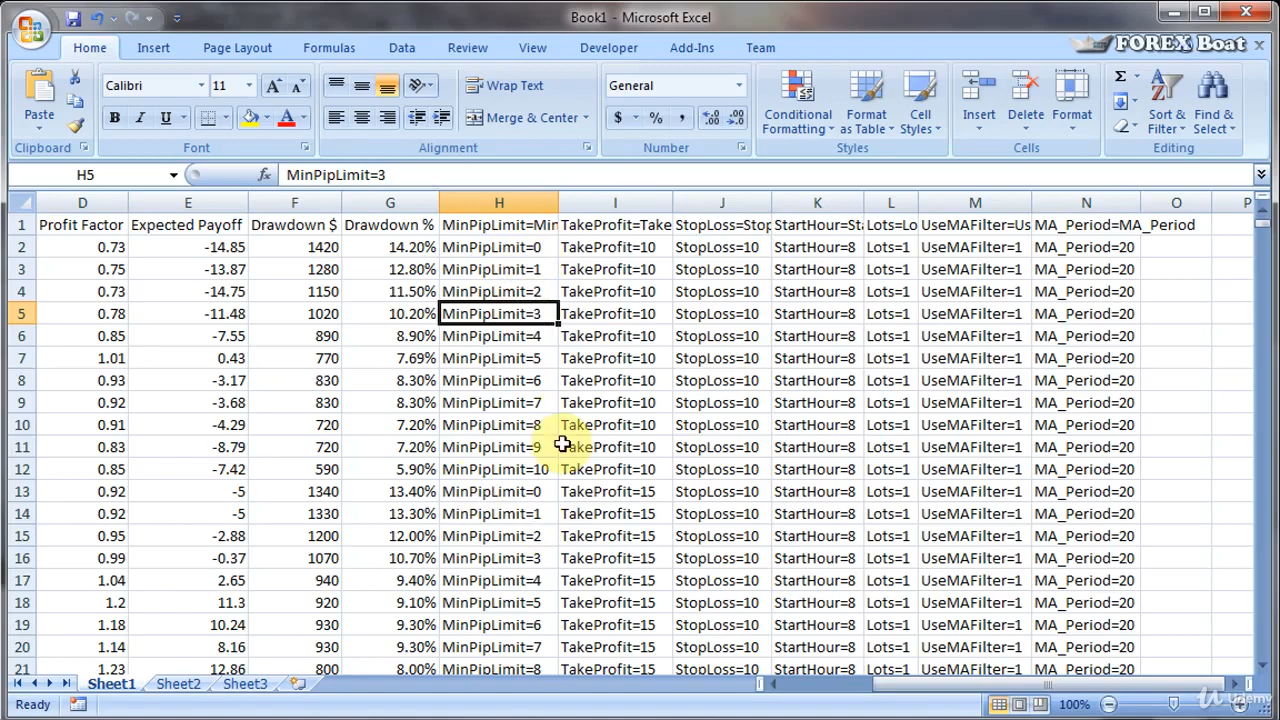 Book1 - Microsoft Excel
Home Insert Page Layout Formulas Data Review View Developer Add-Ins Team
FOREX Boat
Calibri 11 Wrap Text General
Paste Merge & Center Conditional Formatting Format as Table Cell Styles Insert Delete Format Sort & Filter Find & Select
Clipboard Font Alignment Number Styles Cells Editing
H5 fx MinPipLimit=3
D E F G H I J K L M N O P
1 Profit Factor Expected Payoff Drawdown $ Drawdown % MinPipLimit=Min TakeProfit=Take StopLoss=Stop StartHour=Sta Lots=Lo UseMAFilter=Us MA_Period=MA_Period
2 0.73 -14.85 1420 14.20% MinPipLimit=0 TakeProfit=10 StopLoss=10 StartHour=8 Lots=1 UseMAFilter=1 MA_Period=20
3 0.75 -13.87 1280 12.80% MinPipLimit=1 TakeProfit=10 StopLoss=10 StartHour=8 Lots=1 UseMAFilter=1 MA_Period=20
4 0.73 -14.75 1150 11.50% MinPipLimit=2 TakeProfit=10 StopLoss=10 StartHour=8 Lots=1 UseMAFilter=1 MA_Period=20
5 0.78 -11.48 1020 10.20% MinPipLimit=3 TakeProfit=10 StopLoss=10 StartHour=8 Lots=1 UseMAFilter=1 MA_Period=20
6 0.85 -7.55 890 8.90% MinPipLimit=4 TakeProfit=10 StopLoss=10 StartHour=8 Lots=1 UseMAFilter=1 MA_Period=20
7 1.01 0.43 770 7.69% MinPipLimit=5 TakeProfit=10 StopLoss=10 StartHour=8 Lots=1 UseMAFilter=1 MA_Period=20
8 0.93 -3.17 830 8.30% MinPipLimit=6 TakeProfit=10 StopLoss=10 StartHour=8 Lots=1 UseMAFilter=1 MA_Period=20
9 0.92 -3.68 830 8.30% MinPipLimit=7 TakeProfit=10 StopLoss=10 StartHour=8 Lots=1 UseMAFilter=1 MA_Period=20
10 0.91 -4.29 720 7.20% MinPipLimit=8 TakeProfit=10 StopLoss=10 StartHour=8 Lots=1 UseMAFilter=1 MA_Period=20
11 0.83 -8.79 720 7.20% MinPipLimit=9 TakeProfit=10 StopLoss=10 StartHour=8 Lots=1 UseMAFilter=1 MA_Period=20
12 0.85 -7.42 590 5.90% MinPipLimit=10 TakeProfit=10 StopLoss=10 StartHour=8 Lots=1 UseMAFilter=1 MA_Period=20
13 0.92 -5 1340 13.40% MinPipLimit=0 TakeProfit=15 StopLoss=10 StartHour=8 Lots=1 UseMAFilter=1 MA_Period=20
14 0.92 -5 1330 13.30% MinPipLimit=1 TakeProfit=15 StopLoss=10 StartHour=8 Lots=1 UseMAFilter=1 MA_Period=20
15 0.95 -2.88 1200 12.00% MinPipLimit=2 TakeProfit=15 StopLoss=10 StartHour=8 Lots=1 UseMAFilter=1 MA_Period=20
16 0.99 -0.37 1070 10.70% MinPipLimit=3 TakeProfit=15 StopLoss=10 StartHour=8 Lots=1 UseMAFilter=1 MA_Period=20
17 1.04 2.65 940 9.40% MinPipLimit=4 TakeProfit=15 StopLoss=10 StartHour=8 Lots=1 UseMAFilter=1 MA_Period=20
18 1.2 11.3 920 9.10% MinPipLimit=5 TakeProfit=15 StopLoss=10 StartHour=8 Lots=1 UseMAFilter=1 MA_Period=20
19 1.18 10.24 930 9.30% MinPipLimit=6 TakeProfit=15 StopLoss=10 StartHour=8 Lots=1 UseMAFilter=1 MA_Period=20
20 1.14 8.16 930 9.30% MinPipLimit=7 TakeProfit=15 StopLoss=10 StartHour=8 Lots=1 UseMAFilter=1 MA_Period=20
21 1.23 12.86 800 8.00% MinPipLimit=8 TakeProfit=15 StopLoss=10 StartHour=8 Lots=1 UseMAFilter=1 MA_Period=20
Sheet1 Sheet2 Sheet3
Ready 100%
Udemy